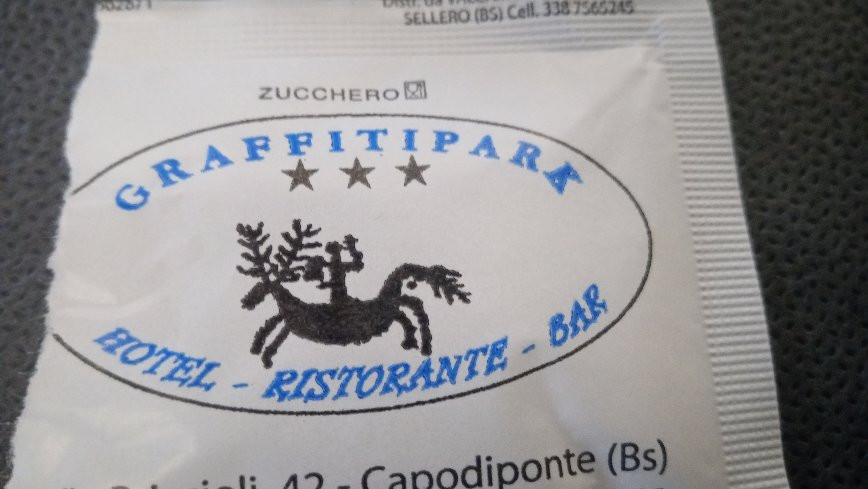 SELLERO (BS) Cell. 338 7565245
ZUCCHERO
GRAFFITIPARK
HOTEL - RISTORANTE - BAR
42 - Capodiponte (Bs)